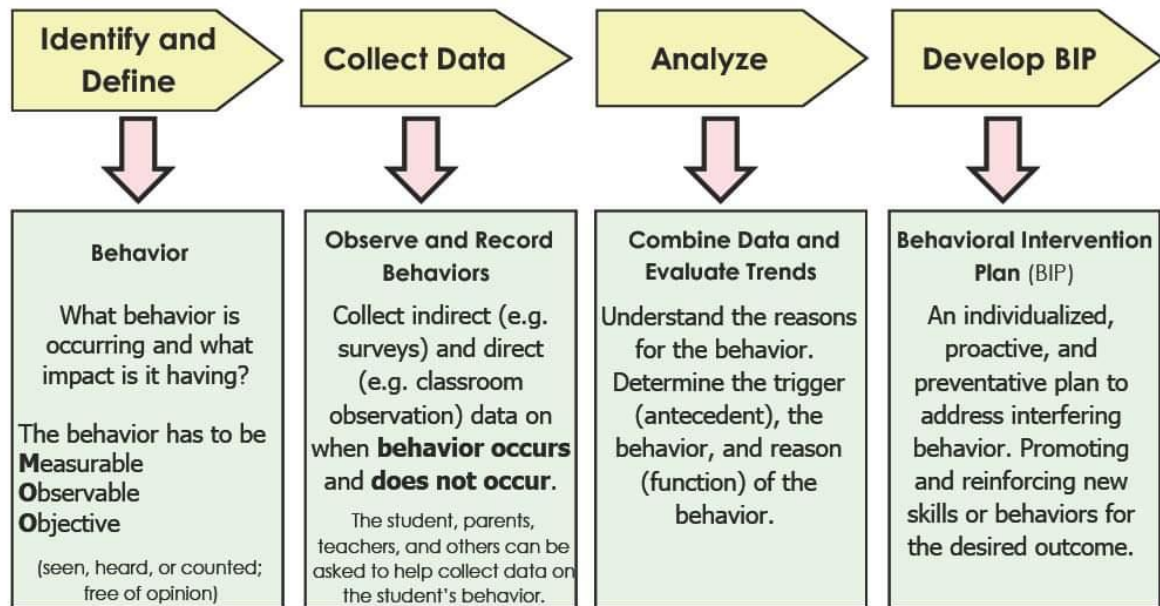 Identify and
Define
Collect Data
Analyze
Develop BIP
Behavior
What behavior is
occurring and what
impact is it having?
The behavior has to be
Measurable
Observable
Objective
(seen, heard, or counted;
free of opinion)
Observe and Record
Behaviors
Collect indirect (e.g.
surveys) and direct
(e.g. classroom
observation) data on
when behavior occurs
and does not occur.
The student, parents,
teachers, and others can be
asked to help collect data on
the student's behavior.
Combine Data and
Evaluate Trends
Understand the reasons
for the behavior.
Determine the trigger
(antecedent), the
behavior, and reason
(function) of the
behavior.
Behavioral Intervention
Plan (BIP)
An individualized,
proactive, and
preventative plan to
address interfering
behavior. Promoting
and reinforcing new
skills or behaviors for
the desired outcome.